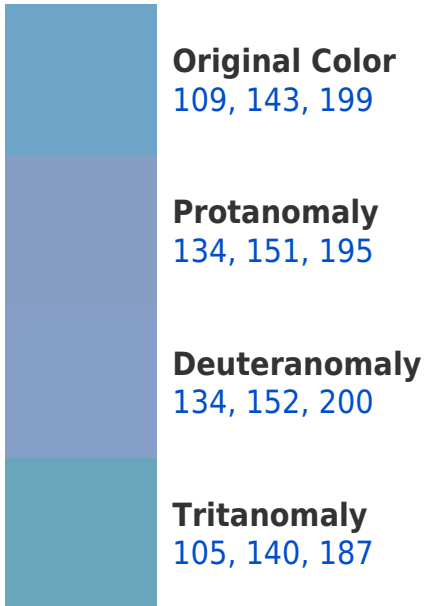 Original Color
109, 143, 199
Protanomaly
134, 151, 195
Deuteranomaly
134, 152, 200
Tritanomaly
105, 140, 187